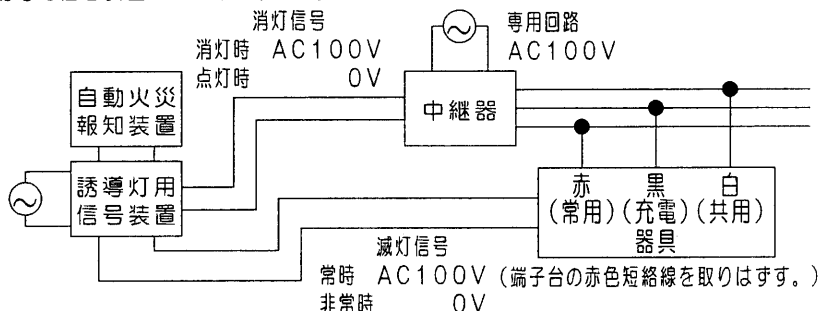 消灯信号
消灯時 AC100V
点灯時 0V
専用回路
AC100V
自動火災
報知装置
中継器
誘導灯用
信号装置
赤 黒 白
(常用)(充電)(共用)
器具
滅灯信号
常時 AC100V(端子台の赤色短絡線を取りはずす。)
非常時 0V